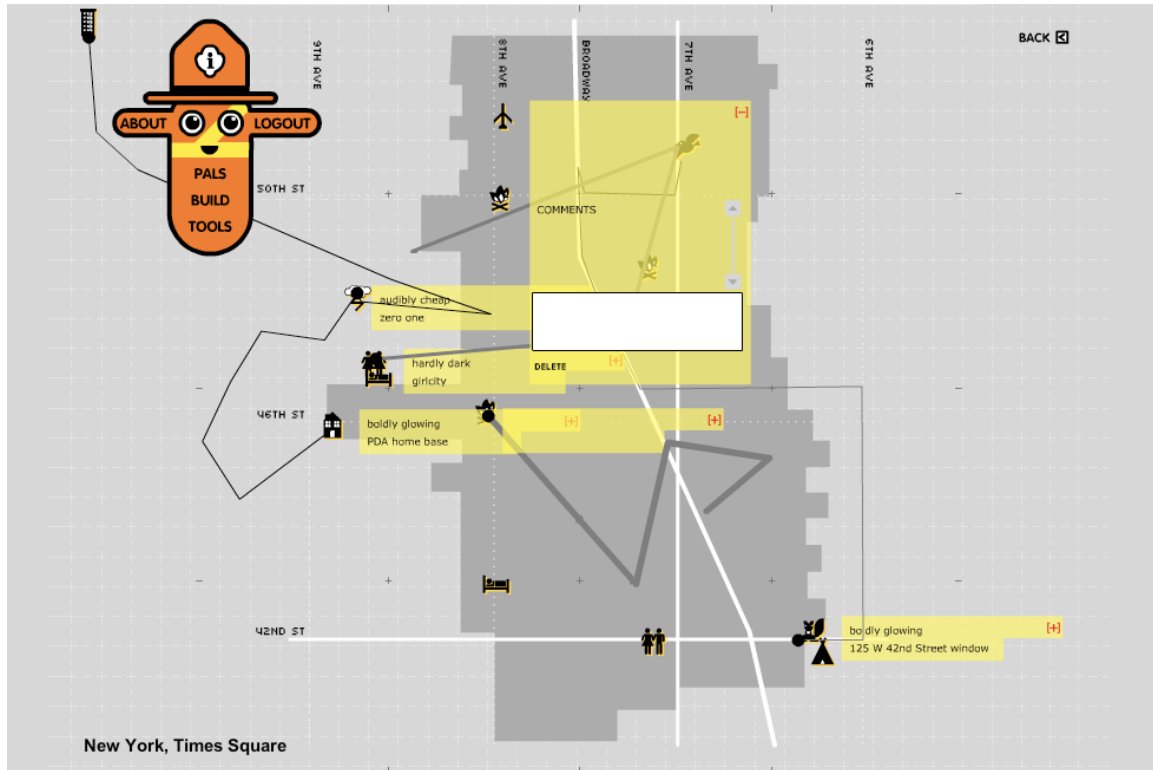 BACK
9TH AVE
8TH AVE
BROADWAY
7TH AVE
6TH AVE
i
ABOUT
LOGOUT
PALS
BUILD
TOOLS
[–]
50TH ST
COMMENTS
audibly cheap
zero one
hardly dark
girlcity
[+]
DELETE
46TH ST
boldly glowing
PDA home base
[+]
[+]
42ND ST
boldly glowing
125 W 42nd Street window
[+]
New York, Times Square